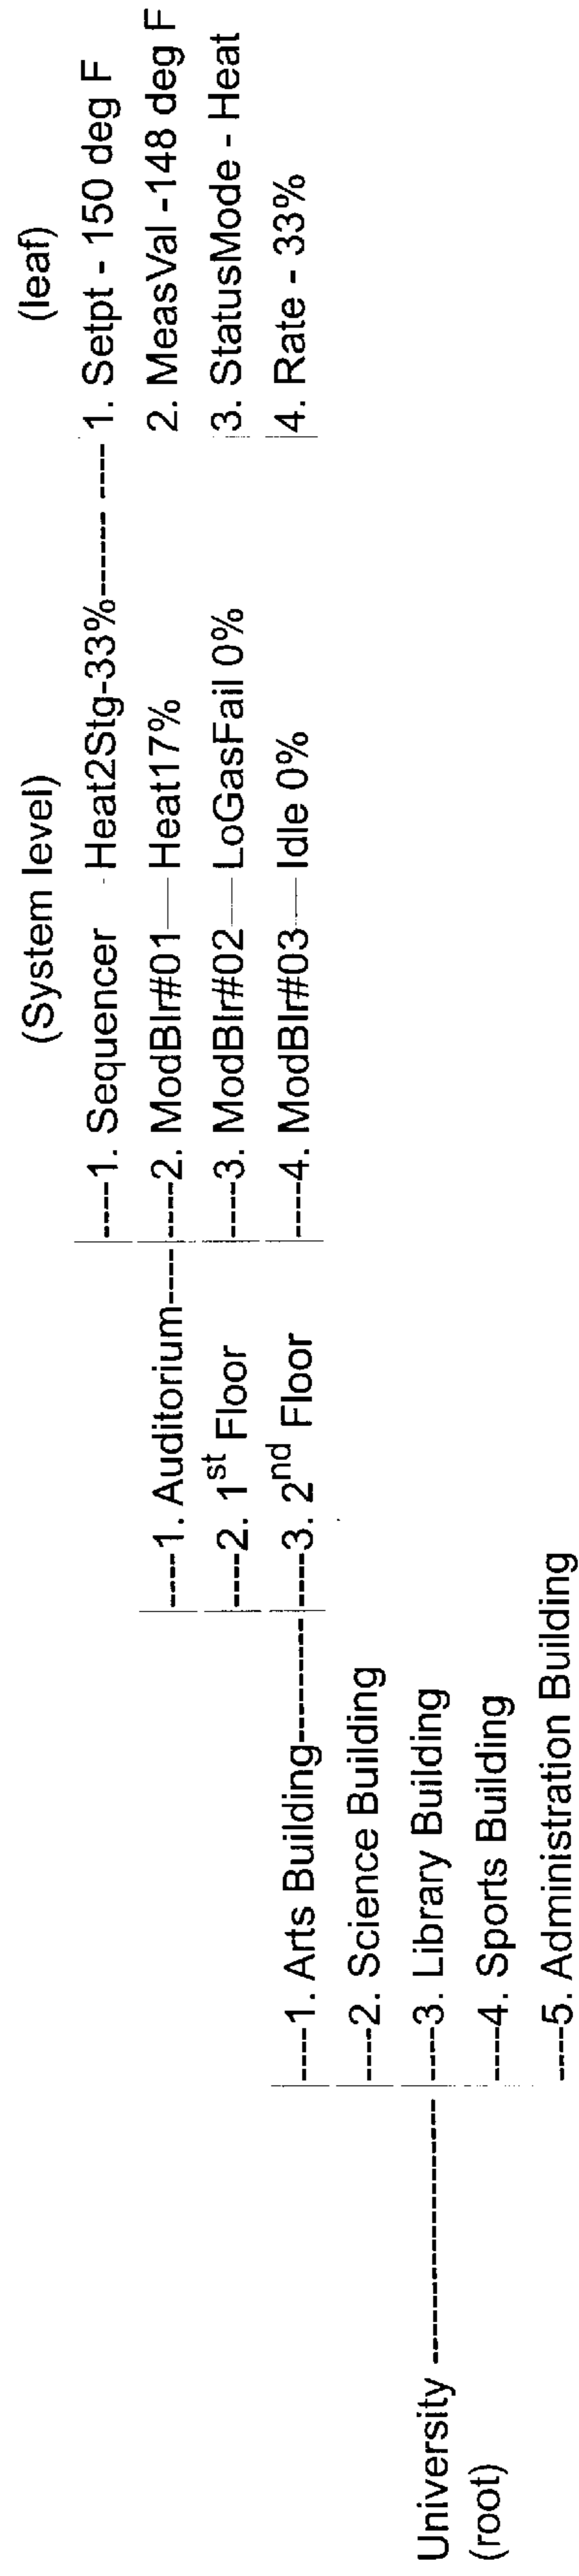 (System level) (leaf)
----1. Sequencer -Heat2Stg-33%------ ---- 1. Setpt - 150 deg F
----1. Auditorium---- ----2. ModBlr#01 — Heat17% 2. MeasVal -148 deg F
----2. 1st Floor ----3. ModBlr#02 — LoGasFail 0% 3. StatusMode - Heat
----1. Arts Building----------- ----3. 2nd Floor ----4. ModBlr#03 — Idle 0% 4. Rate - 33%
----2. Science Building
University -------------------- ----3. Library Building
(root) ----4. Sports Building
----5. Administration Building